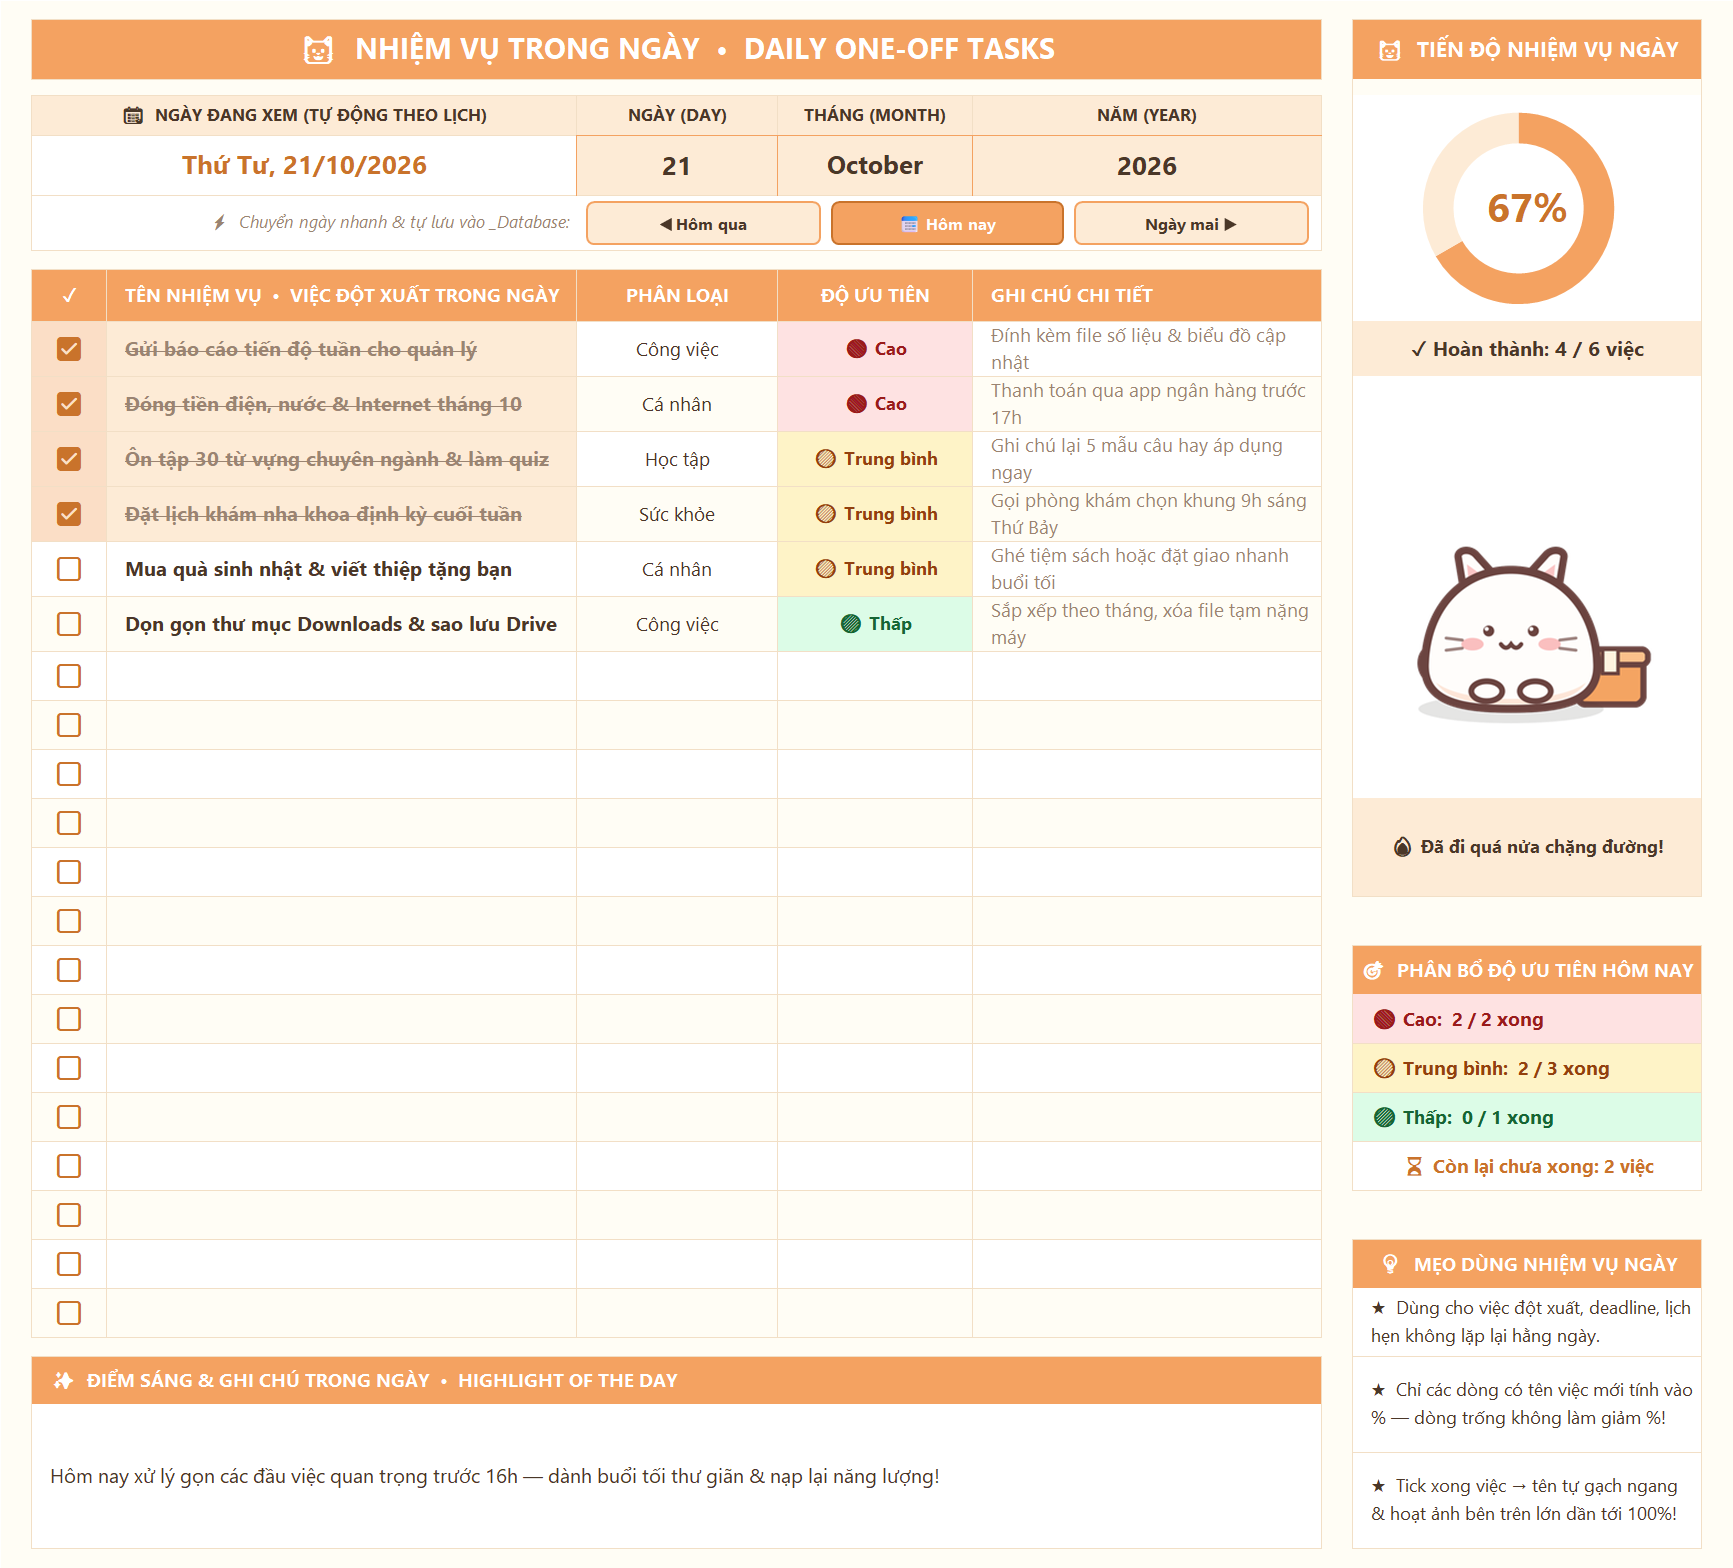 NHIỆM VỤ TRONG NGÀY • DAILY ONE-OFF TASKS
NGÀY ĐANG XEM (TỰ ĐỘNG THEO LỊCH)
NGÀY (DAY)
THÁNG (MONTH)
NĂM (YEAR)
Thứ Tư, 21/10/2026
21
October
2026
Chuyển ngày nhanh & tự lưu vào _Database:
◀ Hôm qua
Hôm nay
Ngày mai ▶
✓
TÊN NHIỆM VỤ • VIỆC ĐỘT XUẤT TRONG NGÀY
PHÂN LOẠI
ĐỘ ƯU TIÊN
GHI CHÚ CHI TIẾT
Gửi báo cáo tiến độ tuần cho quản lý
Công việc
Cao
Đính kèm file số liệu & biểu đồ cập
nhật
Đóng tiền điện, nước & Internet tháng 10
Cá nhân
Cao
Thanh toán qua app ngân hàng trước
17h
Ôn tập 30 từ vựng chuyên ngành & làm quiz
Học tập
Trung bình
Ghi chú lại 5 mẫu câu hay áp dụng
ngay
Đặt lịch khám nha khoa định kỳ cuối tuần
Sức khỏe
Trung bình
Gọi phòng khám chọn khung 9h sáng
Thứ Bảy
Mua quà sinh nhật & viết thiệp tặng bạn
Cá nhân
Trung bình
Ghé tiệm sách hoặc đặt giao nhanh
buổi tối
Dọn gọn thư mục Downloads & sao lưu Drive
Công việc
Thấp
Sắp xếp theo tháng, xóa file tạm nặng
máy
ĐIỂM SÁNG & GHI CHÚ TRONG NGÀY • HIGHLIGHT OF THE DAY
Hôm nay xử lý gọn các đầu việc quan trọng trước 16h — dành buổi tối thư giãn & nạp lại năng lượng!
TIẾN ĐỘ NHIỆM VỤ NGÀY
67%
✓ Hoàn thành: 4 / 6 việc
Đã đi quá nửa chặng đường!
PHÂN BỔ ĐỘ ƯU TIÊN HÔM NAY
Cao: 2 / 2 xong
Trung bình: 2 / 3 xong
Thấp: 0 / 1 xong
Còn lại chưa xong: 2 việc
MẸO DÙNG NHIỆM VỤ NGÀY
★ Dùng cho việc đột xuất, deadline, lịch
hẹn không lặp lại hằng ngày.
★ Chỉ các dòng có tên việc mới tính vào
% — dòng trống không làm giảm %!
★ Tick xong việc → tên tự gạch ngang
& hoạt ảnh bên trên lớn dần tới 100%!